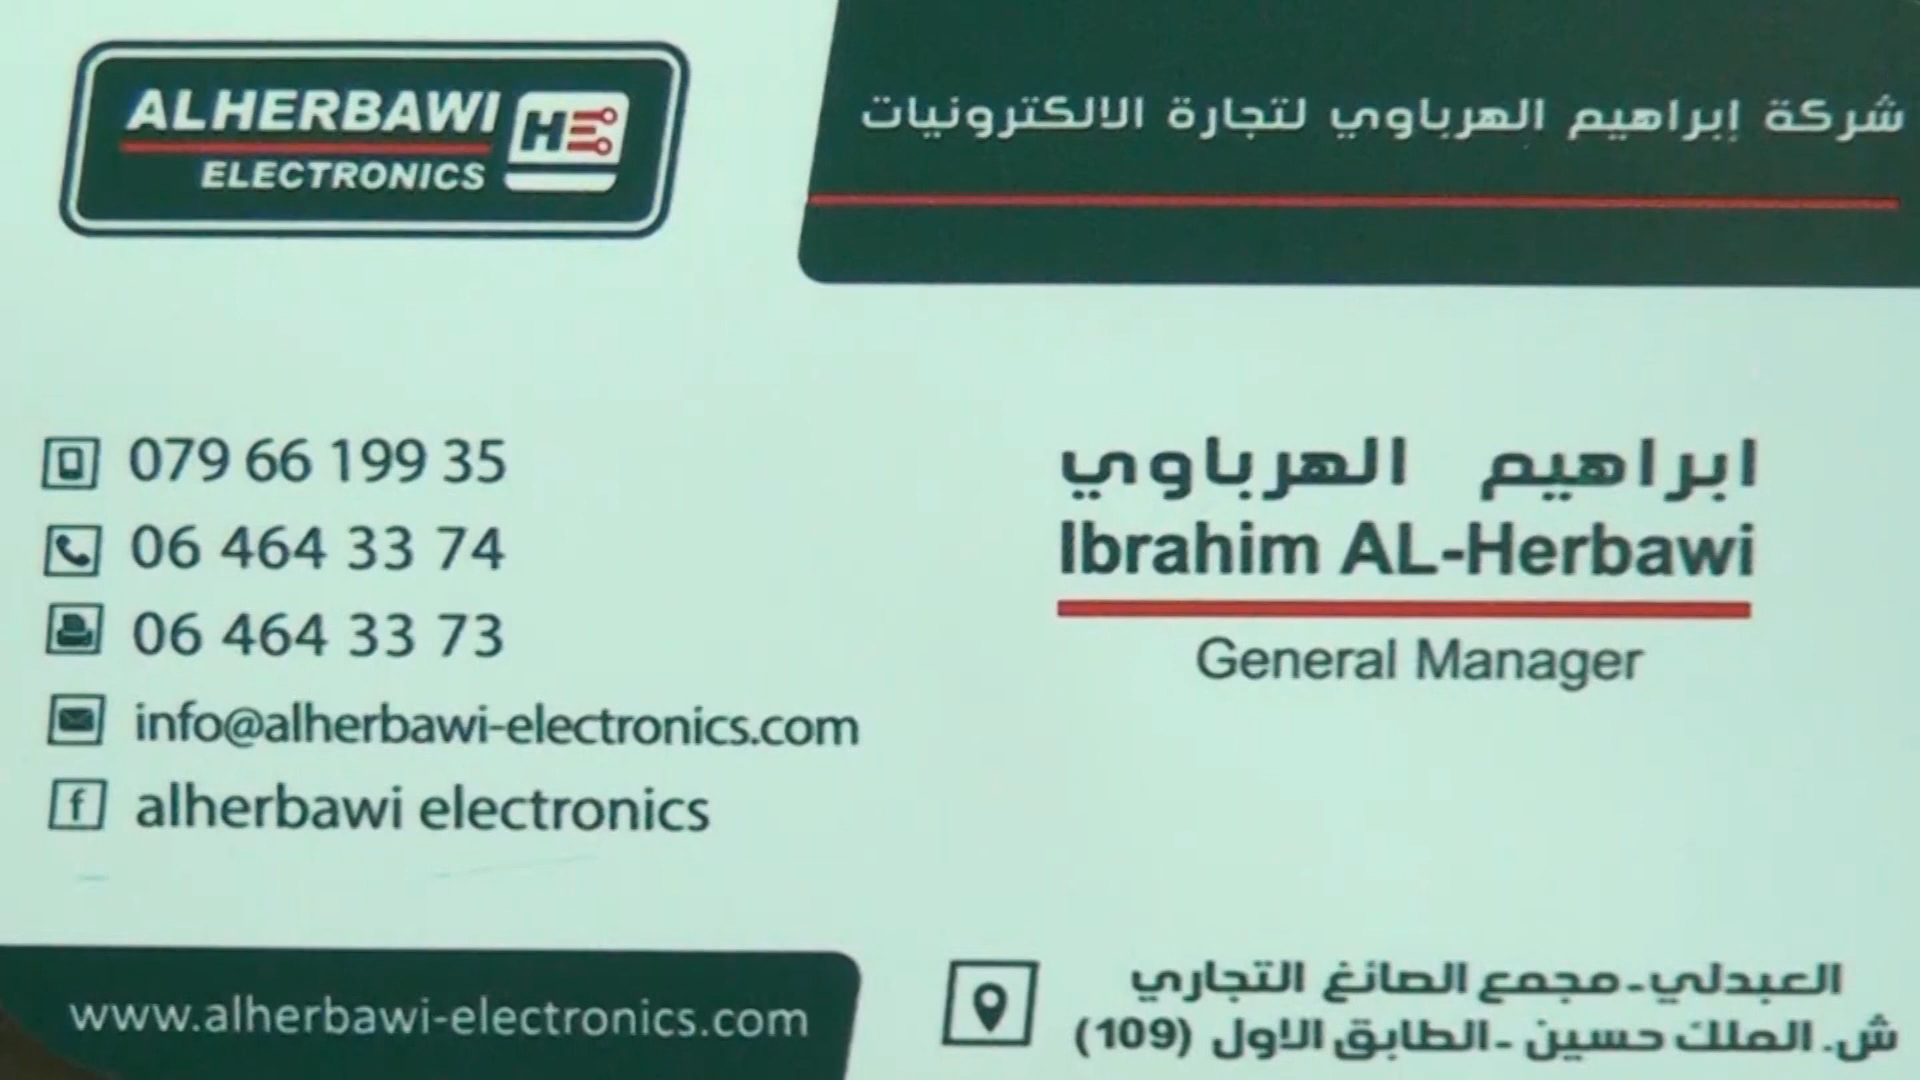 ALHERBAWI
ELECTRONICS
HE
شركة إبراهيم الهرباوي لتجارة الالكترونيات
079 66 199 35
06 464 33 74
06 464 33 73
info@alherbawi-electronics.com
f alherbawi electronics
ابراهيم الهرباوي
Ibrahim AL-Herbawi
General Manager
www.alherbawi-electronics.com
العبدلي-مجمع الصائغ التجاري
ش. الملك حسين -الطابق الاول (109)